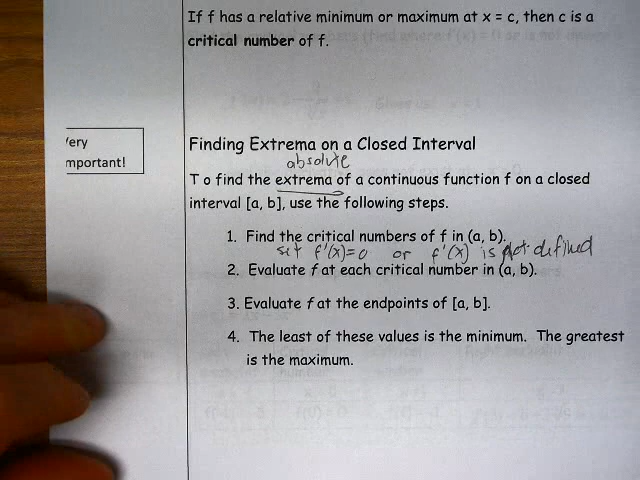 If f has a relative minimum or maximum at x = c, then c is a
critical number of f.
Very
mportant!
Finding Extrema on a Closed Interval
absolute
T o find the extrema of a continuous function f on a closed
interval [a, b], use the following steps.
1. Find the critical numbers of f in (a, b).
set f'(x)=0 or f'(x) is not defined
2. Evaluate f at each critical number in (a, b).
3. Evaluate f at the endpoints of [a, b].
4. The least of these values is the minimum. The greatest
is the maximum.